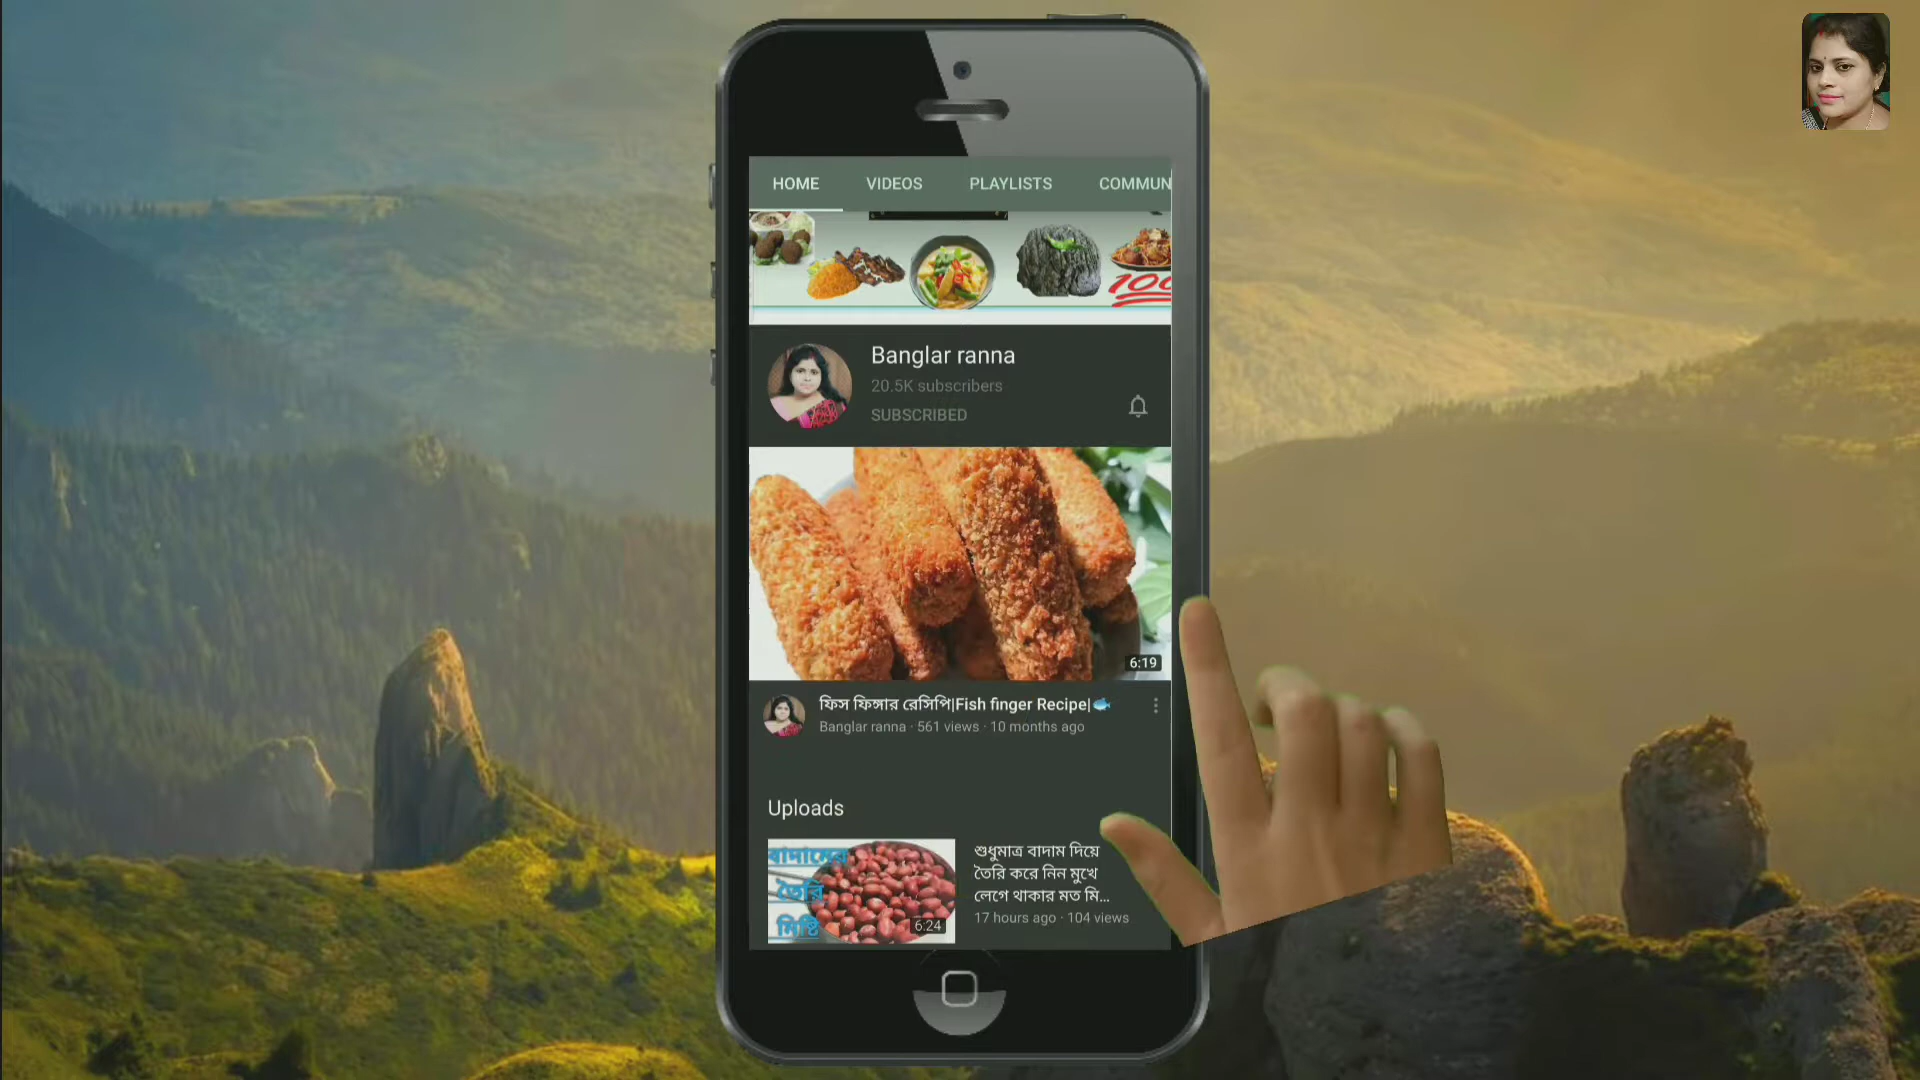 HOME VIDEOS PLAYLISTS COMMUN
100
Banglar ranna
20.5K subscribers
SUBSCRIBED
6:19
ফিস ফিঙ্গার রেসিপি|Fish finger Recipe|🐟
Banglar ranna · 561 views · 10 months ago
Uploads
বাদামের
তৈরি
মিষ্টি
6:24
শুধুমাত্র বাদাম দিয়ে
তৈরি করে নিন মুখে
লেগে থাকার মত মি...
17 hours ago · 104 views